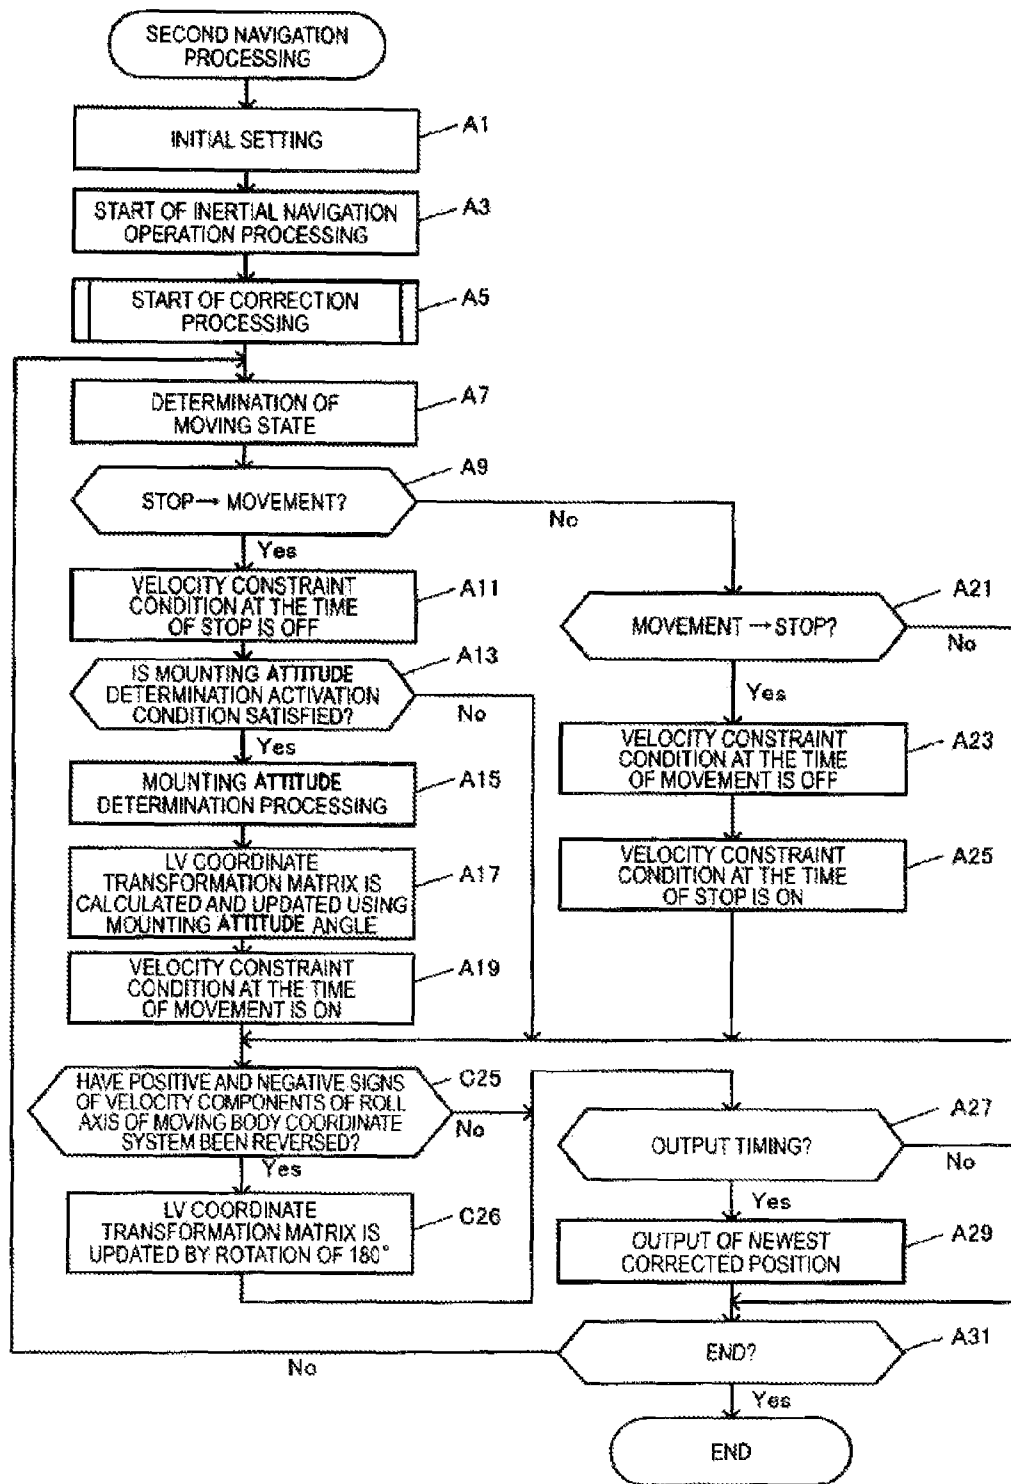 SECOND NAVIGATION
PROCESSING
INITIAL SETTING
A1
START OF INERTIAL NAVIGATION
OPERATION PROCESSING
A3
START OF CORRECTION
PROCESSING
A5
DETERMINATION OF
MOVING STATE
A7
STOP→MOVEMENT?
A9
No
Yes
VELOCITY CONSTRAINT
CONDITION AT THE TIME
OF STOP IS OFF
A11
IS MOUNTING ATTITUDE
DETERMINATION ACTIVATION
CONDITION SATISFIED?
A13
No
Yes
MOUNTING ATTITUDE
DETERMINATION PROCESSING
A15
LV COORDINATE
TRANSFORMATION MATRIX IS
CALCULATED AND UPDATED USING
MOUNTING ATTITUDE ANGLE
A17
VELOCITY CONSTRAINT
CONDITION AT THE TIME
OF MOVEMENT IS ON
A19
MOVEMENT→STOP?
A21
No
Yes
VELOCITY CONSTRAINT
CONDITION AT THE TIME
OF MOVEMENT IS OFF
A23
VELOCITY CONSTRAINT
CONDITION AT THE TIME
OF STOP IS ON
A25
HAVE POSITIVE AND NEGATIVE SIGNS
OF VELOCITY COMPONENTS OF ROLL
AXIS OF MOVING BODY COORDINATE
SYSTEM BEEN REVERSED?
C25
No
Yes
LV COORDINATE
TRANSFORMATION MATRIX IS
UPDATED BY ROTATION OF 180°
C26
OUTPUT TIMING?
A27
No
Yes
OUTPUT OF NEWEST
CORRECTED POSITION
A29
END?
A31
No
Yes
END